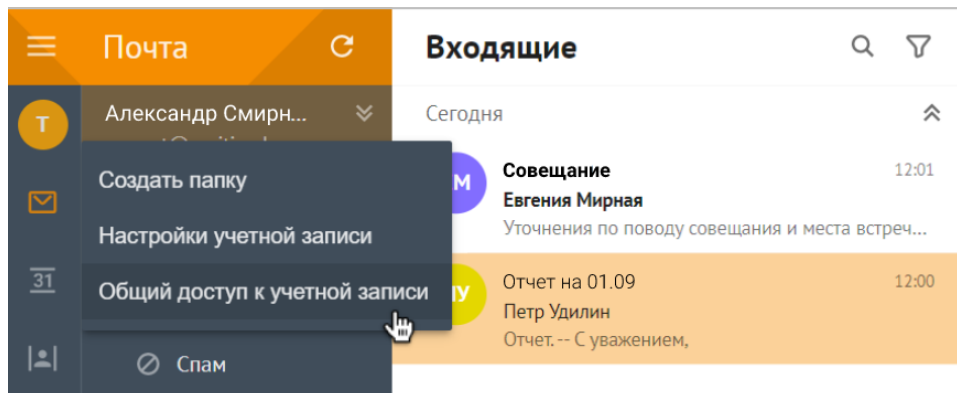 Почта
Входящие
Т
Александр Смирн...
Сегодня
Создать папку
Настройки учетной записи
Общий доступ к учетной записи
31
Спам
М
Совещание
12:01
Евгения Мирная
Уточнения по поводу совещания и места встреч...
Отчет на 01.09
12:00
Петр Удилин
Отчет. -- С уважением,